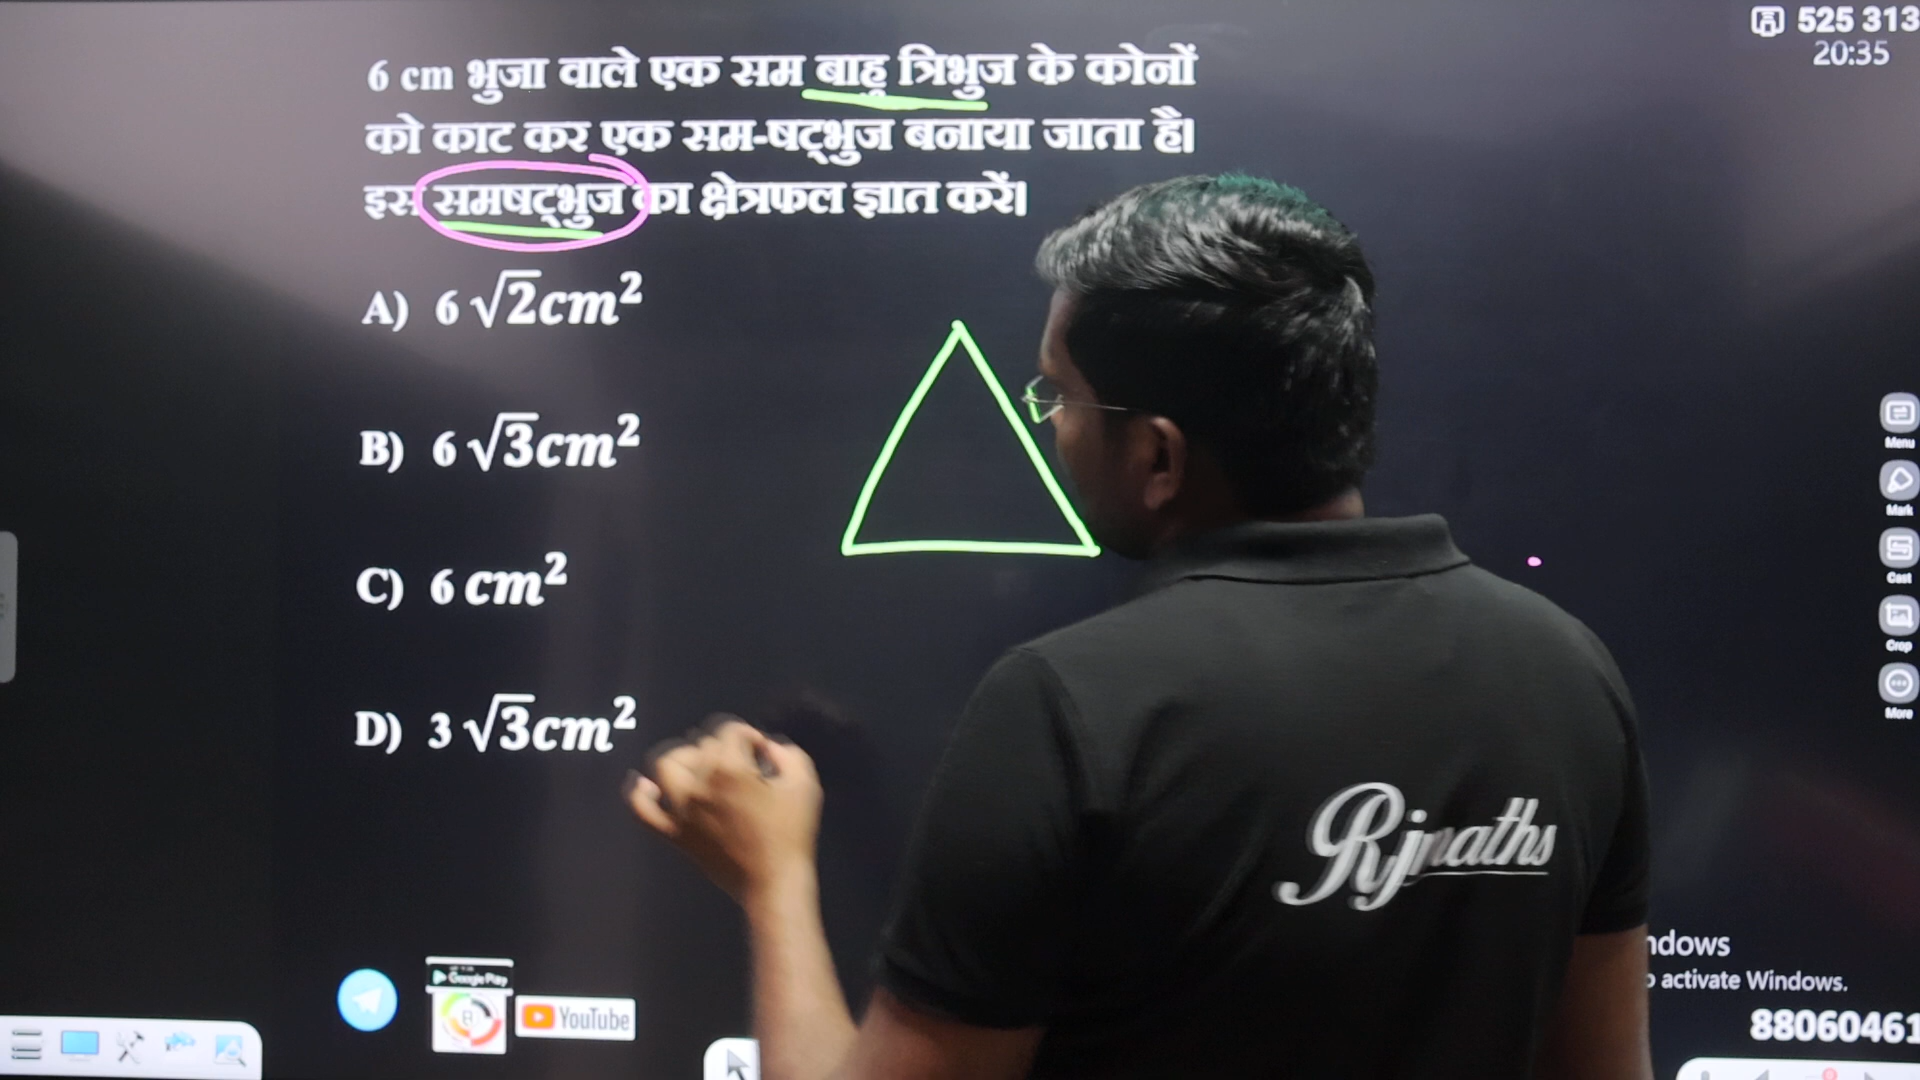 525 313
20:35
6 cm भुजा वाले एक सम बाहु त्रिभुज के कोनों
को काट कर एक सम-षट्भुज बनाया जाता है।
इस समषट्भुज का क्षेत्रफल ज्ञात करें।
A) 6 √2cm²
B) 6 √3cm²
C) 6 cm²
D) 3 √3cm²
Menu
Mark
Cast
Crop
More
Rjmaths
ndows
activate Windows.
Google Play
YouTube
88060461